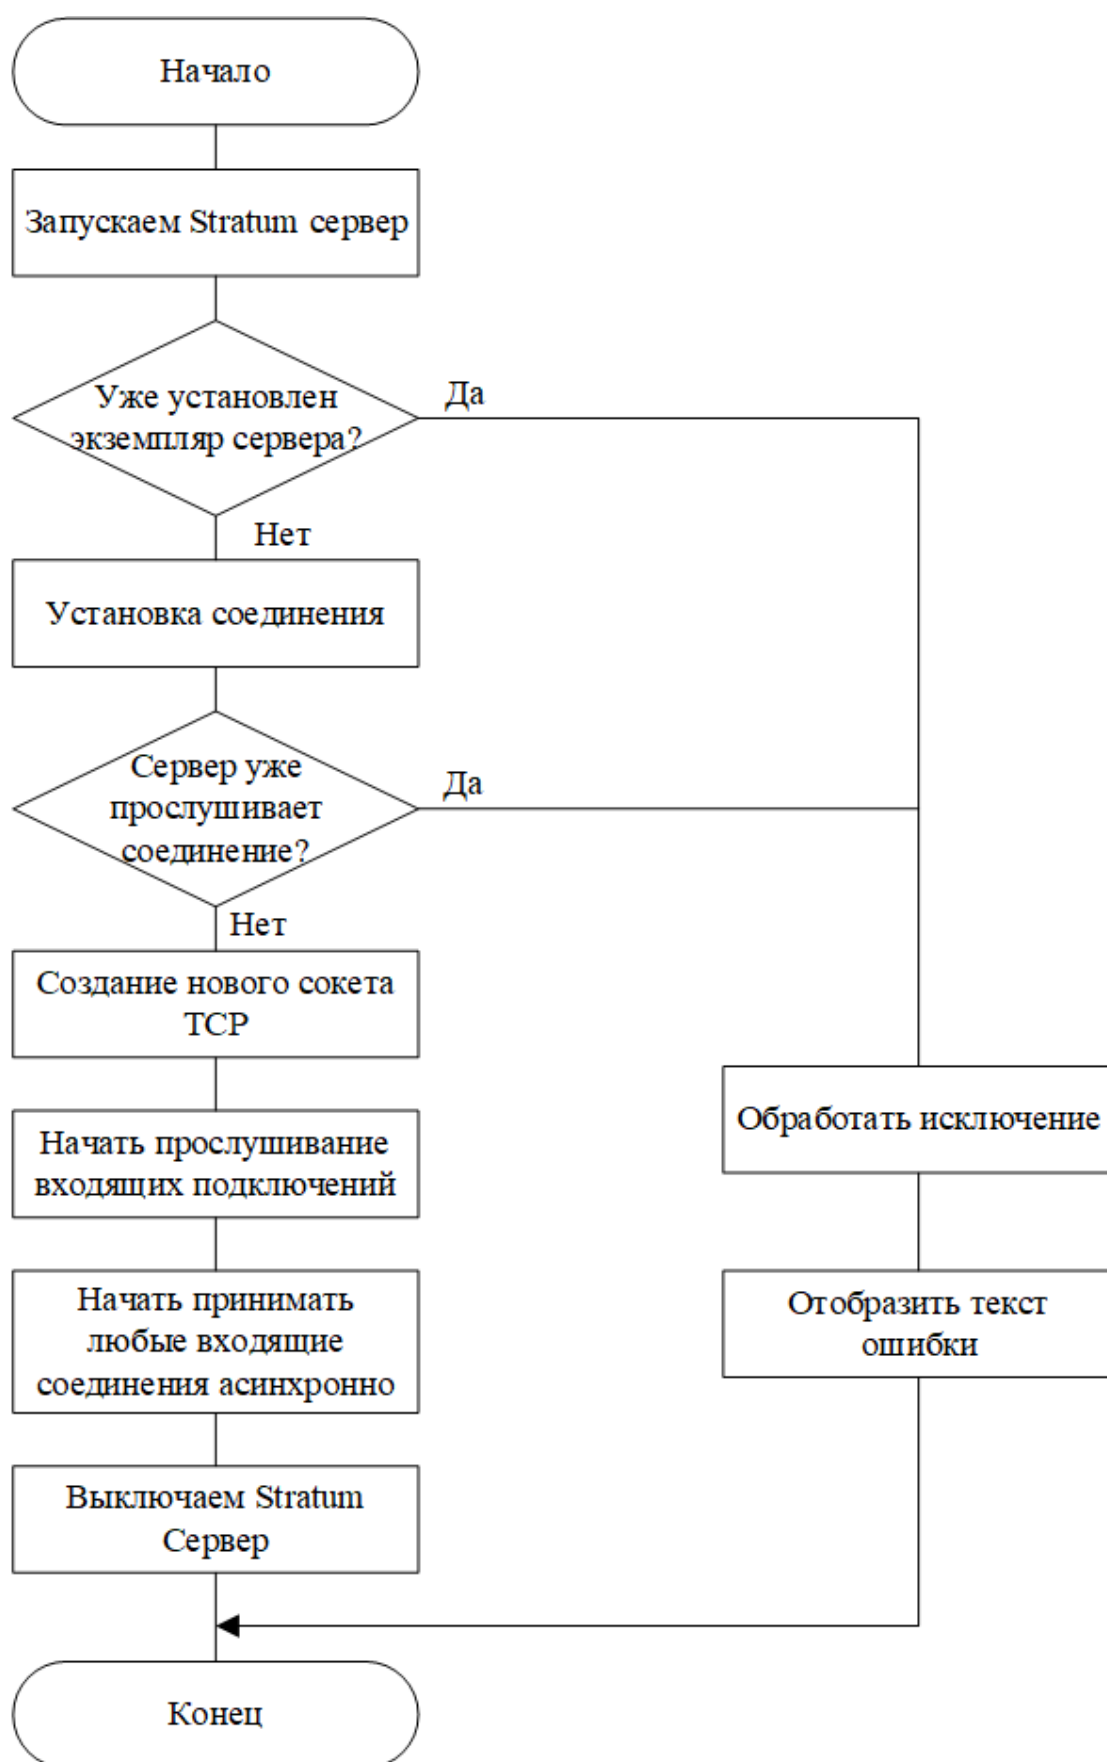 Начало
Запускаем Stratum сервер
Уже установлен
экземпляр сервера?
Да
Нет
Установка соединения
Сервер уже
прослушивает
соединение?
Да
Нет
Создание нового сокета
TCP
Начать прослушивание
входящих подключений
Обработать исключение
Начать принимать
любые входящие
соединения асинхронно
Отобразить текст
ошибки
Выключаем Stratum
Сервер
Конец